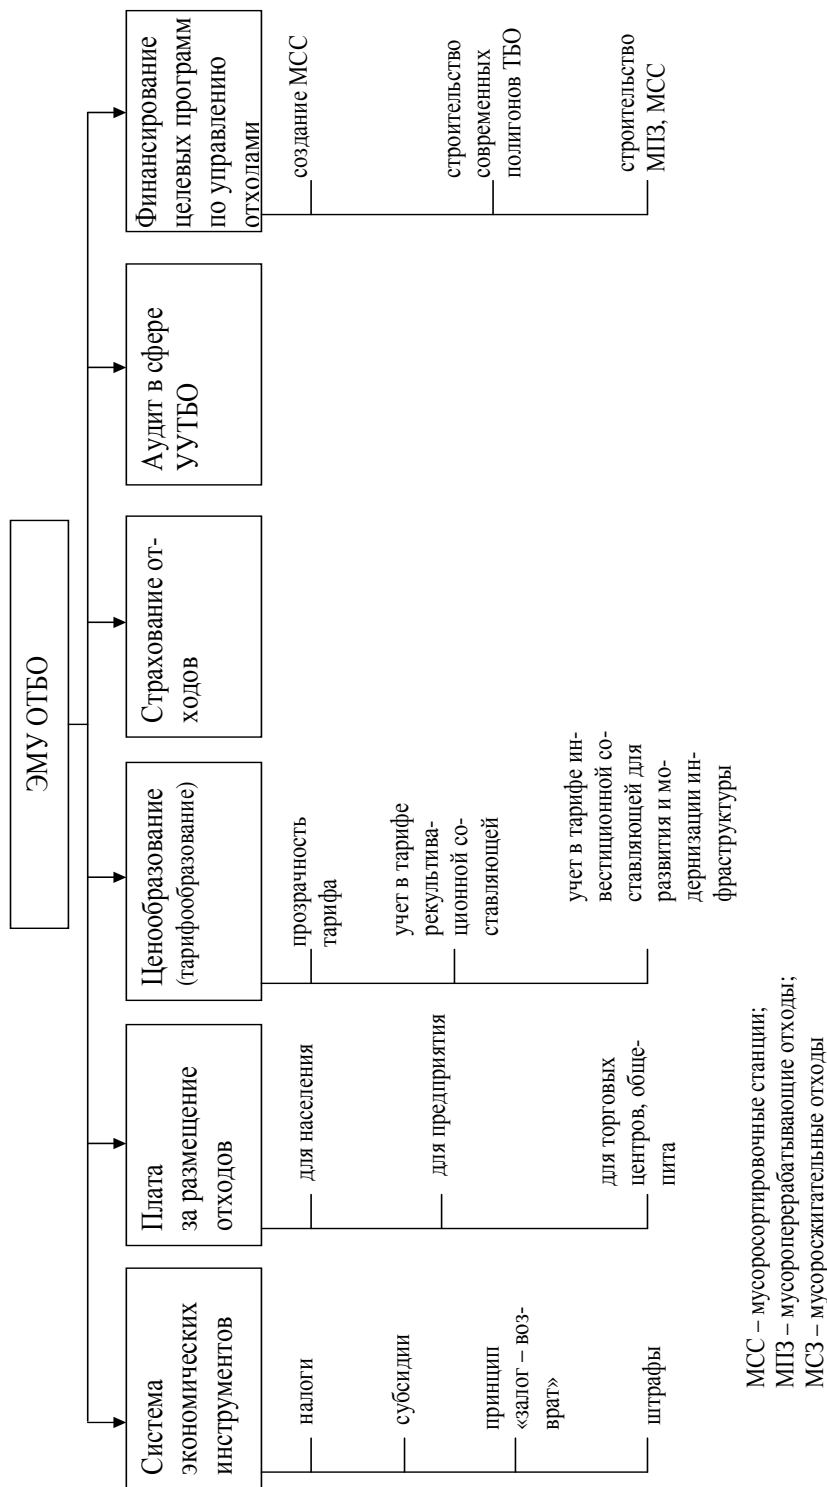 ЭМУ ОТБО
Система
экономических
инструментов
налоги
субсидии
принцип
«залог – воз-
врат»
штрафы
Плата
за размещение
отходов
для населения
для предприятия
для торговых
центров, обще-
пита
Ценообразование
(тарифообразование)
прозрачность
тарифа
учет в тарифе
рекультива-
ционной со-
ставляющей
учет в тарифе ин-
вестиционной со-
ставляющей для
развития и мо-
дернизации ин-
фраструктуры
Страхование от-
ходов
Аудит в сфере
УУТБО
Финансирование
целевых программ
по управлению
отходами
создание МСС
строительство
современных
полигонов ТБО
строительство
МПЗ, МСС
МСС – мусоросортировочные станции;
МПЗ – мусороперерабатывающие отходы;
МСЗ – мусоросжигательные отходы